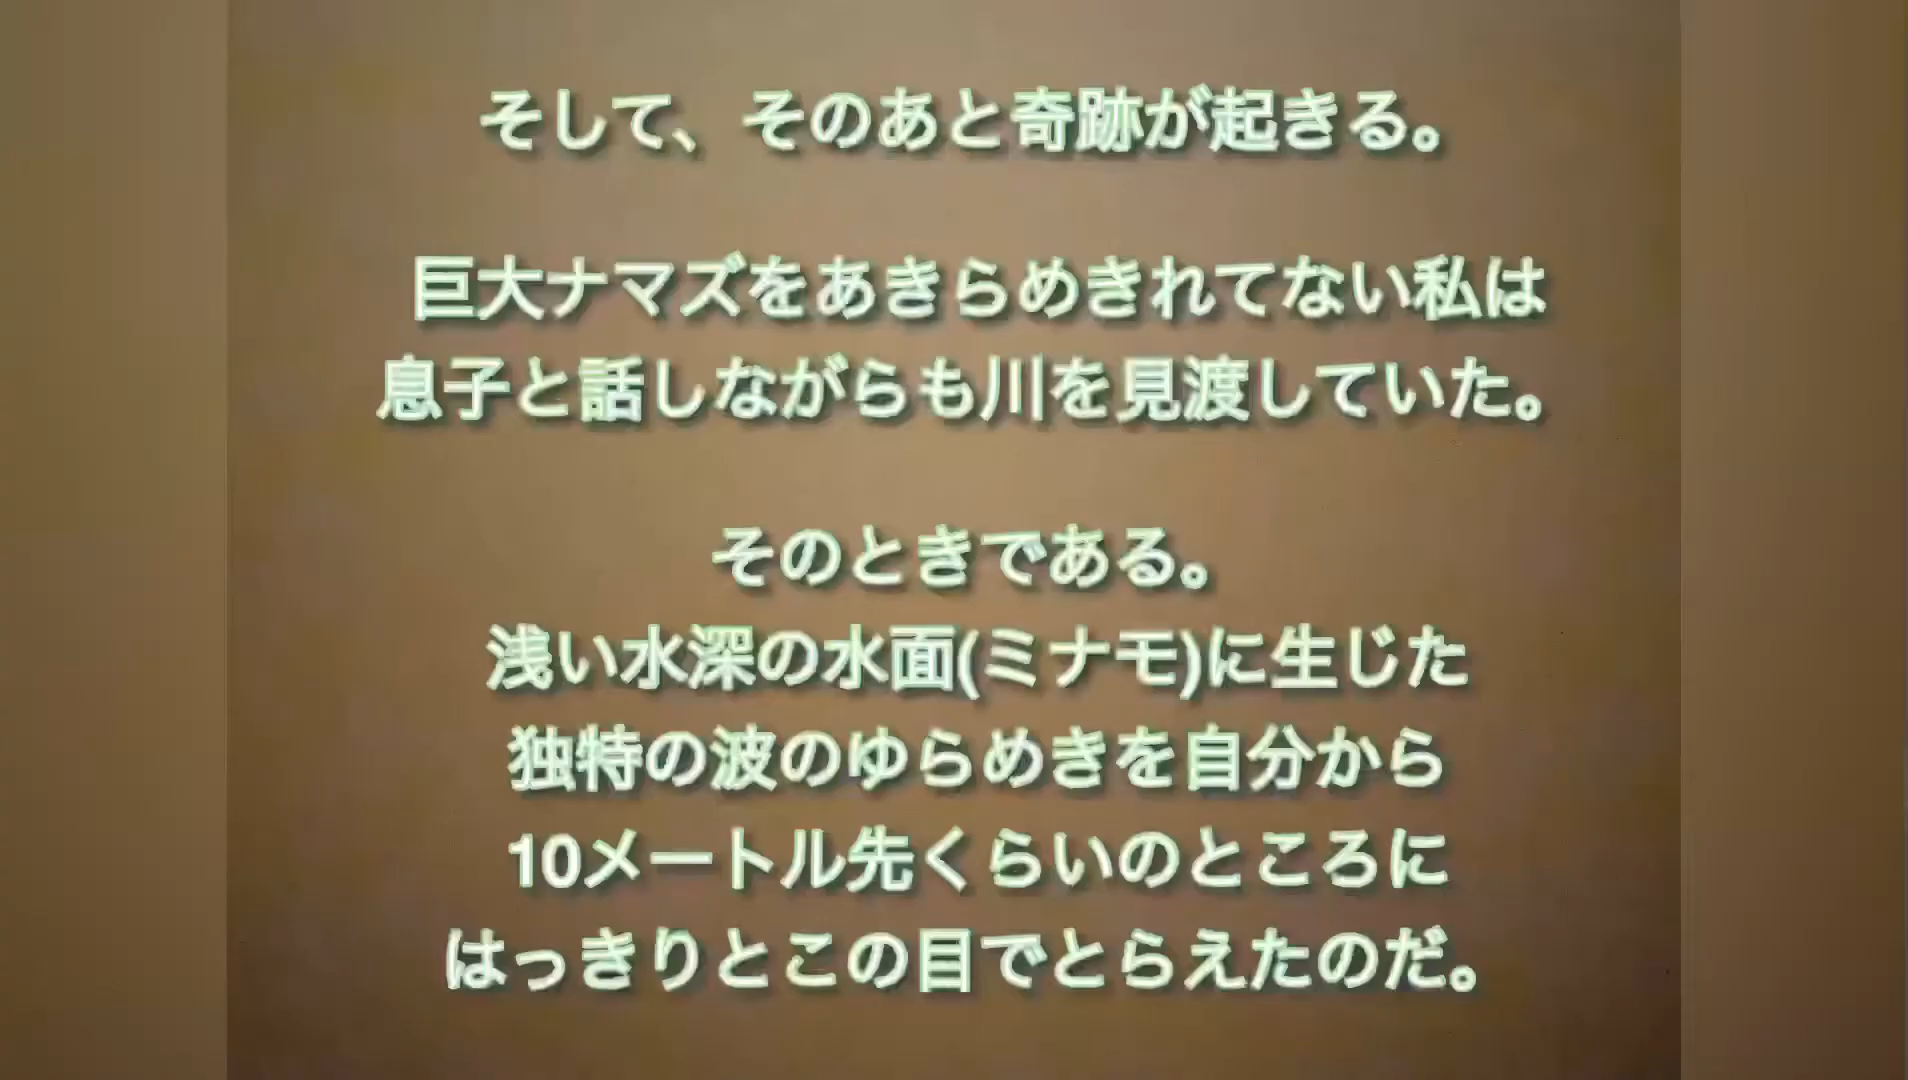 そして、そのあと奇跡が起きる。
巨大ナマズをあきらめきれてない私は
息子と話しながらも川を見渡していた。
そのときである。
浅い水深の水面(ミナモ)に生じた
独特の波のゆらめきを自分から
10メートル先くらいのところに
はっきりとこの目でとらえたのだ。